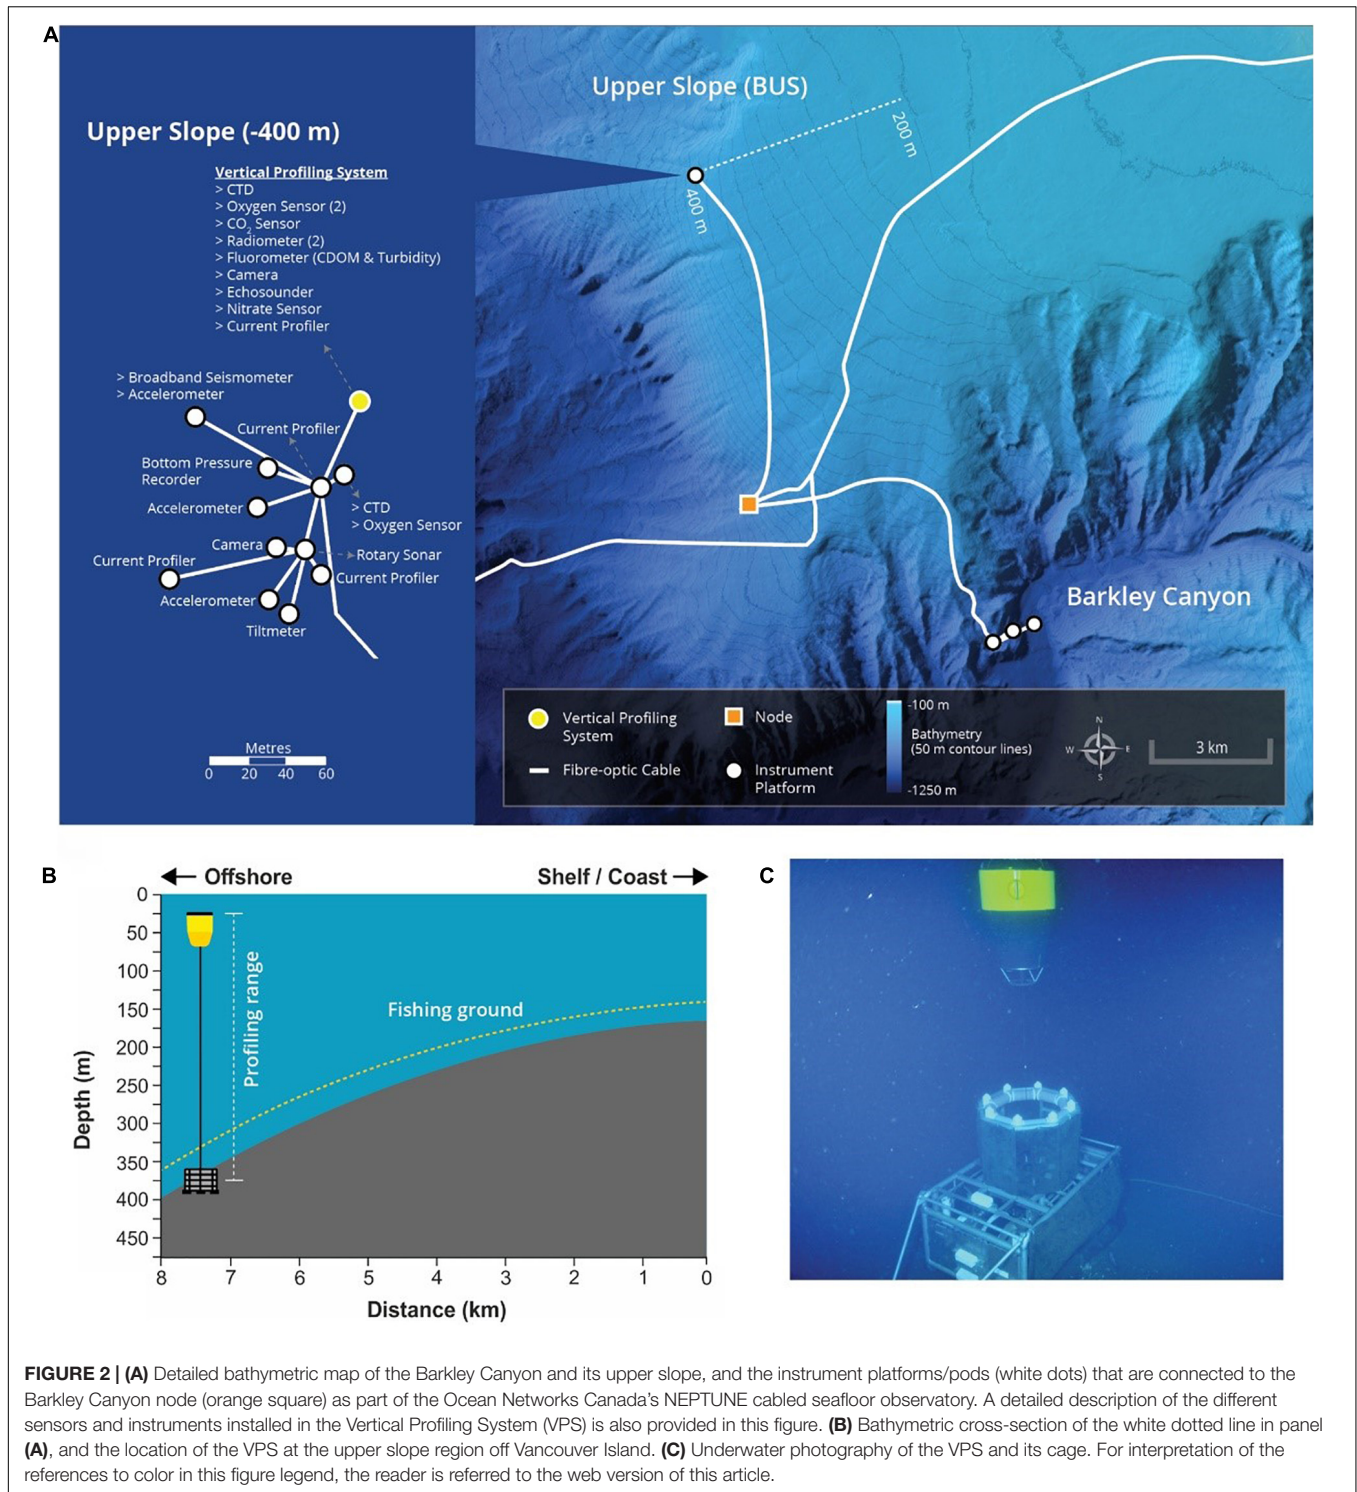 A
Upper Slope (BUS)
200 m
400 m
Upper Slope (-400 m)
Vertical Profiling System
> CTD
> Oxygen Sensor (2)
> CO2 Sensor
> Radiometer (2)
> Fluorometer (CDOM & Turbidity)
> Camera
> Echosounder
> Nitrate Sensor
> Current Profiler
> Broadband Seismometer
> Accelerometer
Current Profiler
Bottom Pressure
Recorder
Accelerometer
> CTD
> Oxygen Sensor
Camera
Rotary Sonar
Current Profiler
Current Profiler
Accelerometer
Tiltmeter
Metres
0 20 40 60
Barkley Canyon
Vertical Profiling
System
Node
Fibre-optic Cable
Instrument
Platform
-100 m
Bathymetry
(50 m contour lines)
-1250 m
N
W E
S
3 km
B
Offshore
Shelf / Coast
0
50
100
150
200
250
300
350
400
450
Depth (m)
Profiling range
Fishing ground
8 7 6 5 4 3 2 1 0
Distance (km)
C
FIGURE 2 | (A) Detailed bathymetric map of the Barkley Canyon and its upper slope, and the instrument platforms/pods (white dots) that are connected to the
Barkley Canyon node (orange square) as part of the Ocean Networks Canada's NEPTUNE cabled seafloor observatory. A detailed description of the different
sensors and instruments installed in the Vertical Profiling System (VPS) is also provided in this figure. (B) Bathymetric cross-section of the white dotted line in panel
(A), and the location of the VPS at the upper slope region off Vancouver Island. (C) Underwater photography of the VPS and its cage. For interpretation of the
references to color in this figure legend, the reader is referred to the web version of this article.